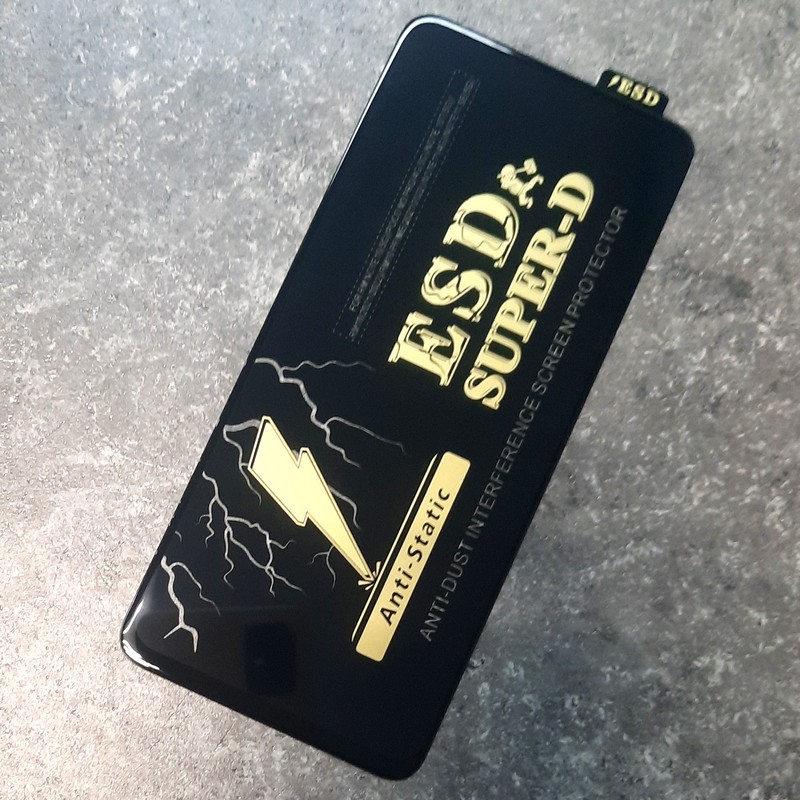 ESD
ESD
SUPER-D
ANTI-DUST INTERFERENCE SCREEN PROTECTOR
Anti-Static